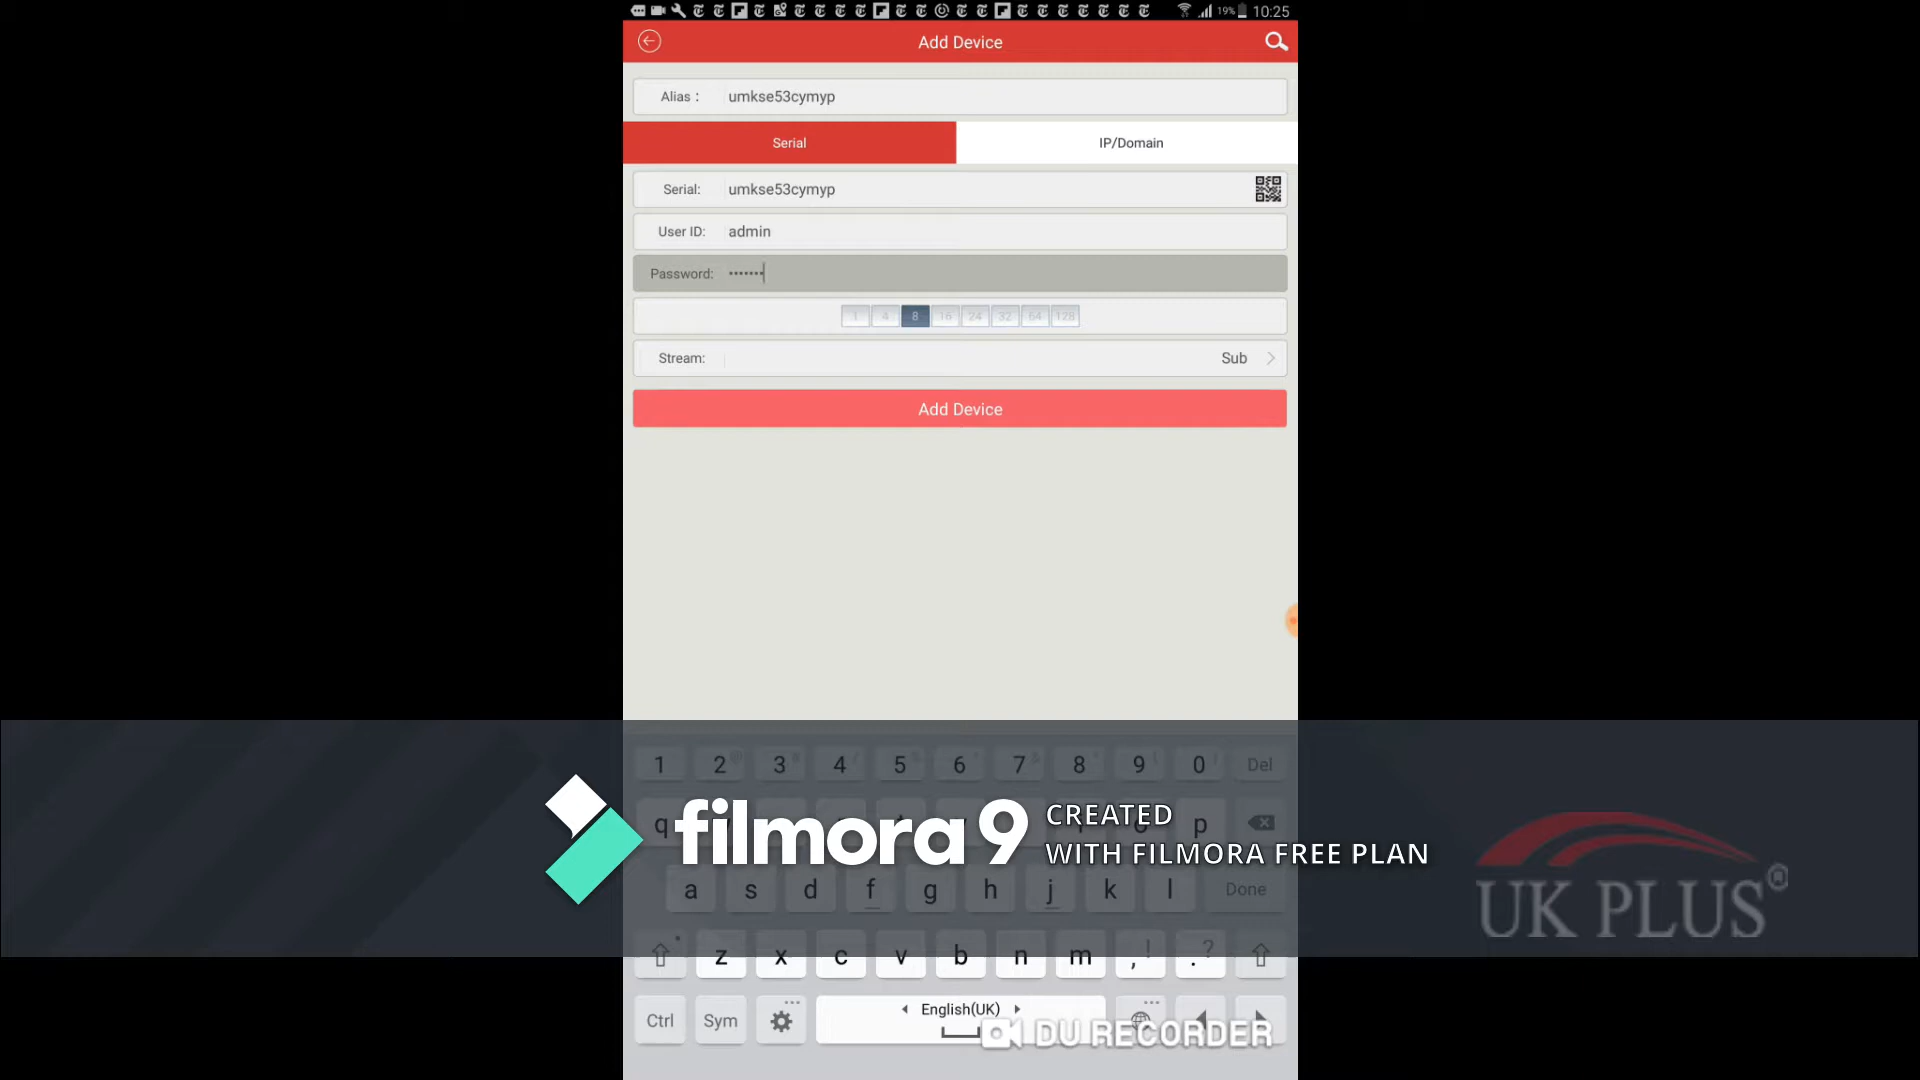 19% 10:25
Add Device
Alias : umkse53cymyp
Serial IP/Domain
Serial: umkse53cymyp
User ID: admin
Password: •••••••
1 4 8 16 24 32 64 128
Stream: Sub
Add Device
1 2 3 4 5 6 7 8 9 0 Del
q p
filmora9 CREATED
WITH FILMORA FREE PLAN
a s d f g h j k l Done
UK PLUS®
z x c v b n m , ! . ?
Ctrl Sym English(UK)
DU RECORDER